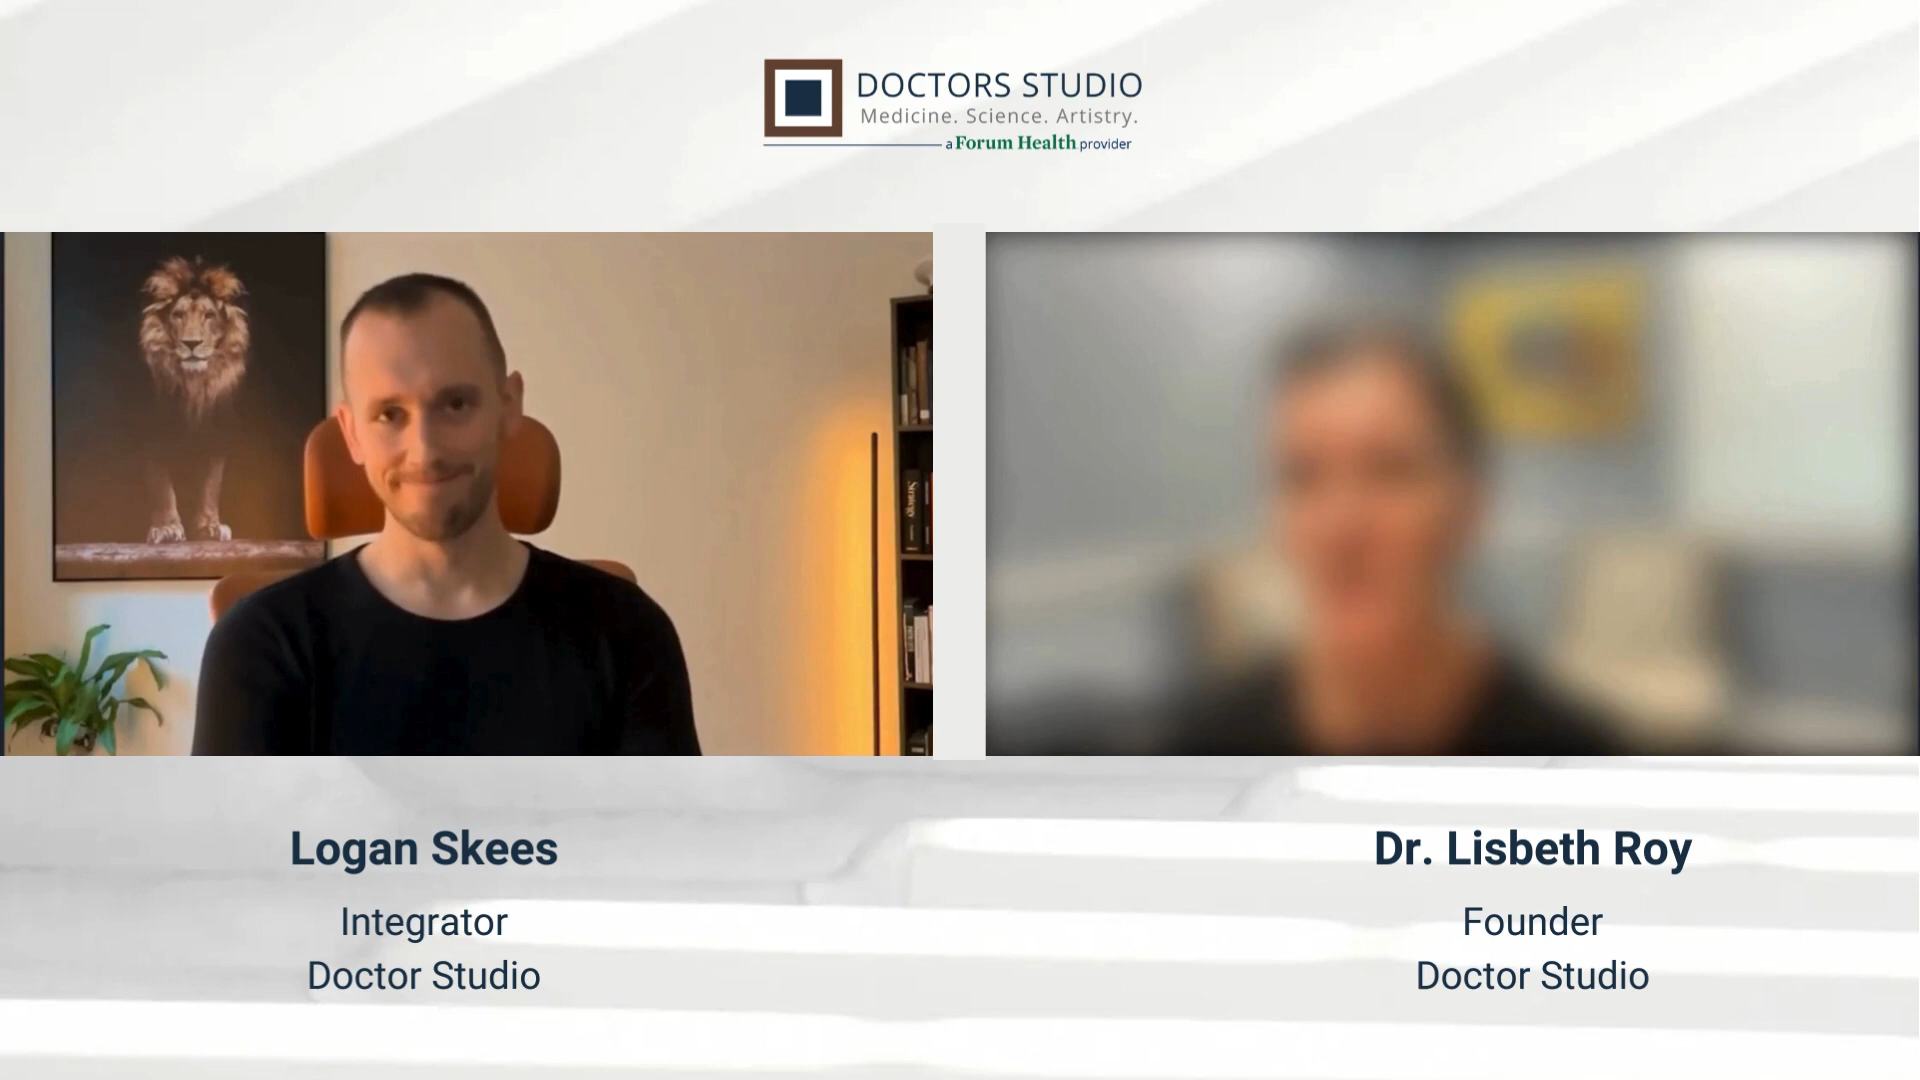 DOCTORS STUDIO
Medicine. Science. Artistry.
a Forum Health provider
Strategy
Logan Skees
Integrator
Doctor Studio
Dr. Lisbeth Roy
Founder
Doctor Studio